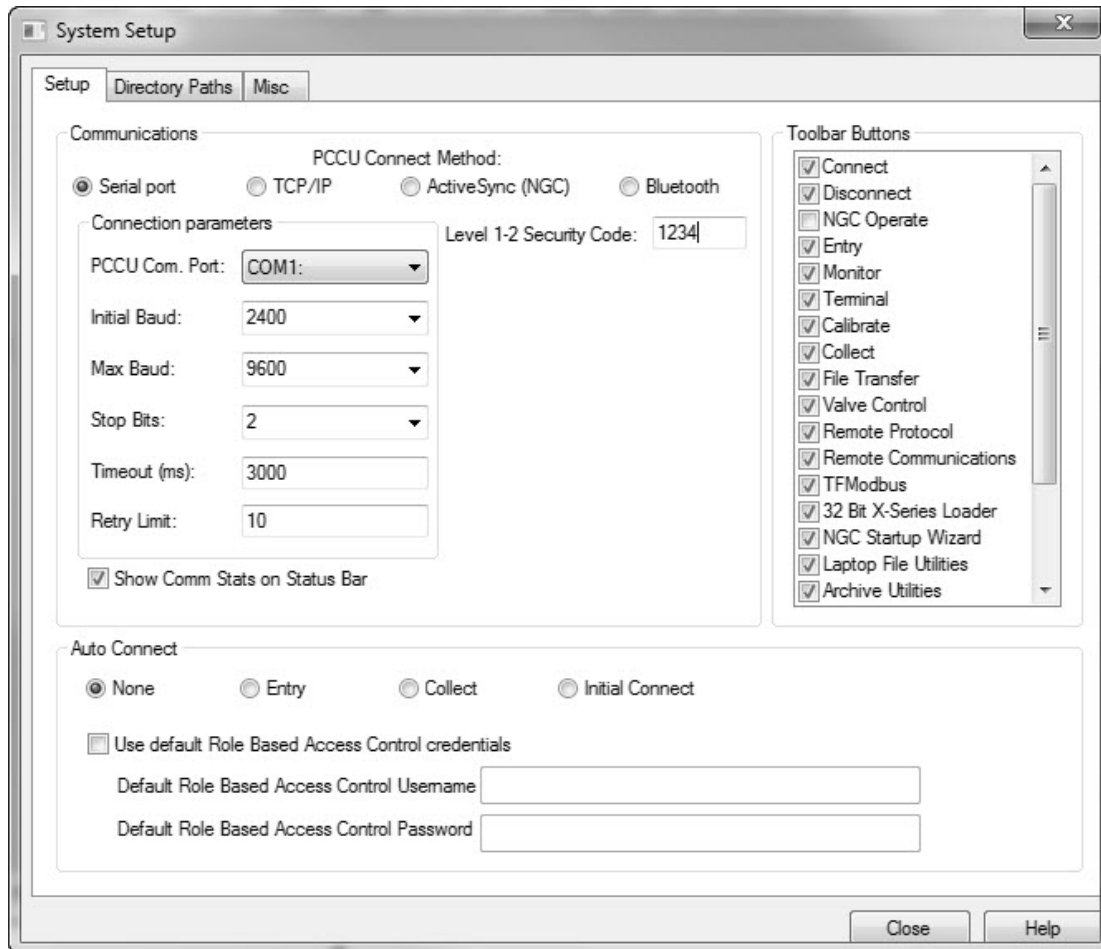 System Setup
Setup
Directory Paths
Misc
Communications
PCCU Connect Method:
Serial port
TCP/IP
ActiveSync (NGC)
Bluetooth
Connection parameters
Level 1-2 Security Code: 1234
PCCU Com. Port: COM1:
Initial Baud: 2400
Max Baud: 9600
Stop Bits: 2
Timeout (ms): 3000
Retry Limit: 10
Show Comm Stats on Status Bar
Toolbar Buttons
Connect
Disconnect
NGC Operate
Entry
Monitor
Terminal
Calibrate
Collect
File Transfer
Valve Control
Remote Protocol
Remote Communications
TFModbus
32 Bit X-Series Loader
NGC Startup Wizard
Laptop File Utilities
Archive Utilities
Auto Connect
None
Entry
Collect
Initial Connect
Use default Role Based Access Control credentials
Default Role Based Access Control Username
Default Role Based Access Control Password
Close
Help